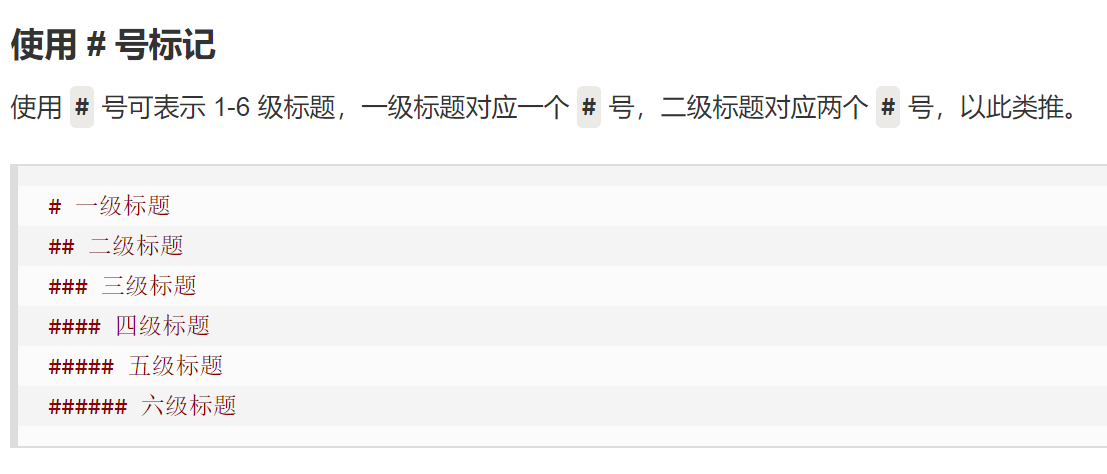 使用 # 号标记
使用 # 号可表示 1-6 级标题，一级标题对应一个 # 号，二级标题对应两个 # 号，以此类推。
# 一级标题
## 二级标题
### 三级标题
#### 四级标题
##### 五级标题
###### 六级标题